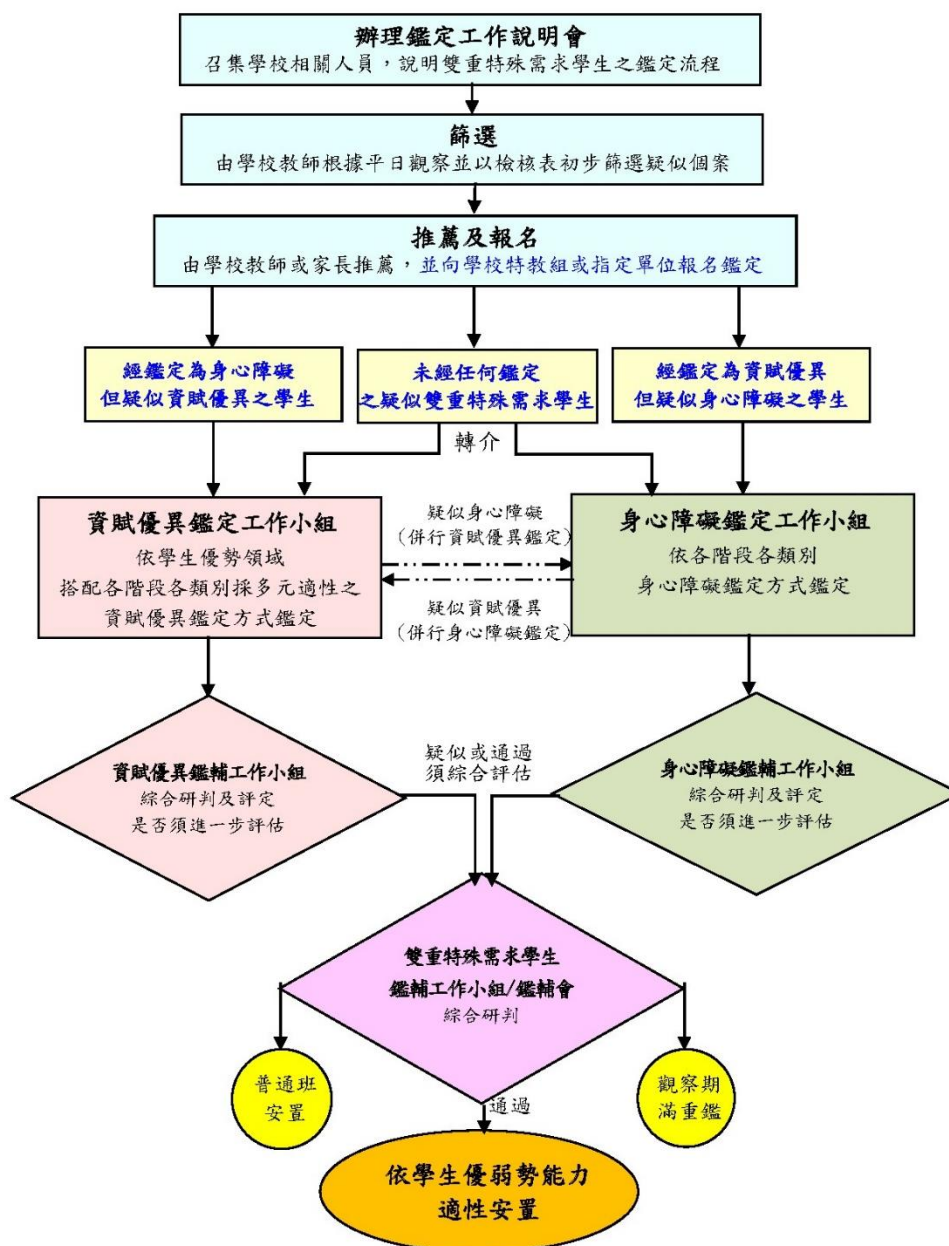 辦理鑑定工作說明會
召集學校相關人員，說明雙重特殊需求學生之鑑定流程
篩選
由學校教師根據平日觀察並以檢核表初步篩選疑似個案
推薦及報名
由學校教師或家長推薦，並向學校特教組或指定單位報名鑑定
經鑑定為身心障礙
但疑似資賦優異之學生
未經任何鑑定
之疑似雙重特殊需求學生
經鑑定為資賦優異
但疑似身心障礙之學生
轉介
資賦優異鑑定工作小組
依學生優勢領域
搭配各階段各類別採多元適性之
資賦優異鑑定方式鑑定
疑似身心障礙
(併行資賦優異鑑定)
疑似資賦優異
(併行身心障礙鑑定)
身心障礙鑑定工作小組
依各階段各類別
身心障礙鑑定方式鑑定
資賦優異鑑輔工作小組
綜合研判及評定
是否須進一步評估
疑似或通過
須綜合評估
身心障礙鑑輔工作小組
綜合研判及評定
是否須進一步評估
雙重特殊需求學生
鑑輔工作小組/鑑輔會
綜合研判
普通班
安置
觀察期
滿重鑑
通過
依學生優弱勢能力
適性安置